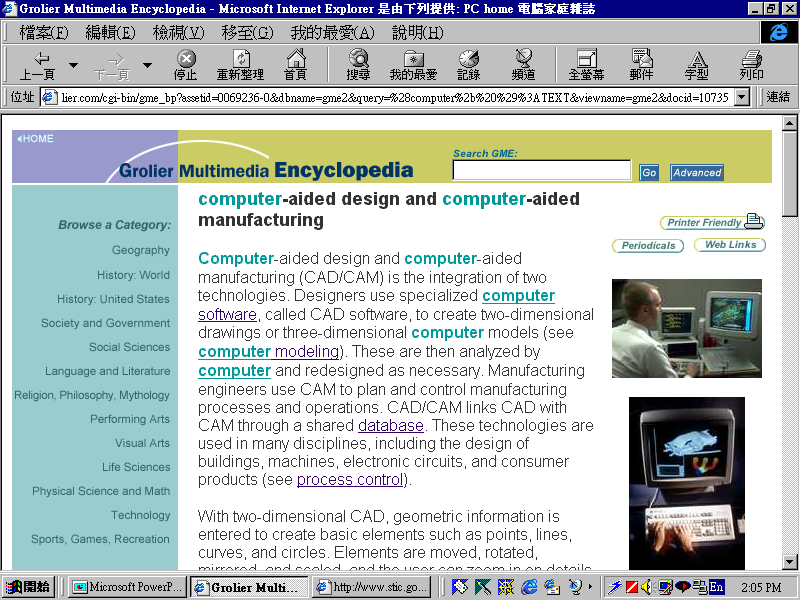 Grolier Multimedia Encyclopedia - Microsoft Internet Explorer 是由下列提供: PC home 電腦家庭雜誌
檔案(F) 編輯(E) 檢視(V) 移至(G) 我的最愛(A) 說明(H)
上一頁 下一頁 停止 重新整理 首頁 搜尋 我的最愛 記錄 頻道 全螢幕 郵件 字型 列印
位址 lier.com/cgi-bin/gme_bp?assetid=0069236-0&dbname=gme2&query=%28computer%2b%20%29%3ATEXT&viewname=gme2&docid=10735 連結
HOME
Search GME:
Grolier Multimedia Encyclopedia Go Advanced
computer-aided design and computer-aided
manufacturing
Printer Friendly
Periodicals Web Links
Browse a Category:
Geography
History: World
History: United States
Society and Government
Social Sciences
Language and Literature
Religion, Philosophy, Mythology
Performing Arts
Visual Arts
Life Sciences
Physical Science and Math
Technology
Sports, Games, Recreation
Computer-aided design and computer-aided
manufacturing (CAD/CAM) is the integration of two
technologies. Designers use specialized computer
software, called CAD software, to create two-dimensional
drawings or three-dimensional computer models (see
computer modeling). These are then analyzed by
computer and redesigned as necessary. Manufacturing
engineers use CAM to plan and control manufacturing
processes and operations. CAD/CAM links CAD with
CAM through a shared database. These technologies are
used in many disciplines, including the design of
buildings, machines, electronic circuits, and consumer
products (see process control).
With two-dimensional CAD, geometric information is
entered to create basic elements such as points, lines,
curves, and circles. Elements are moved, rotated,
mirrored, and scaled, and the user can zoom in on details
開始 Microsoft PowerP... Grolier Multi... http://www.stic.go... En 2:05 PM